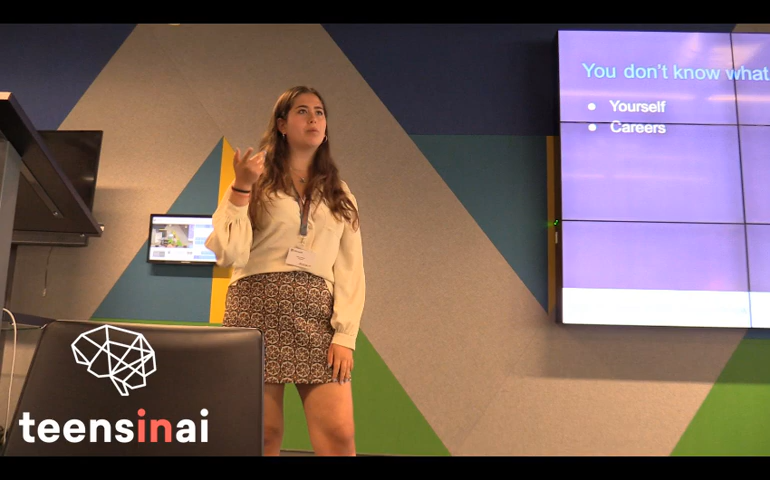 You don't know what
● Yourself
● Careers
teensinai